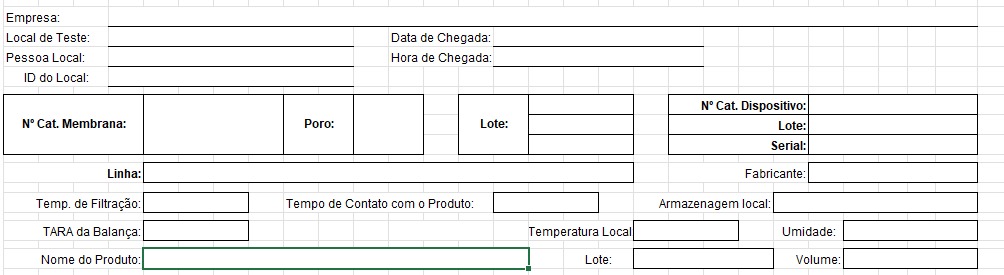 Empresa:
Local de Teste: Data de Chegada:
Pessoa Local: Hora de Chegada:
ID do Local:
Nº Cat. Membrana: Poro: Lote: Nº Cat. Dispositivo:
Lote:
Serial:
Linha: Fabricante:
Temp. de Filtração: Tempo de Contato com o Produto: Armazenagem local:
TARA da Balança: Temperatura Local Umidade:
Nome do Produto: Lote: Volume: